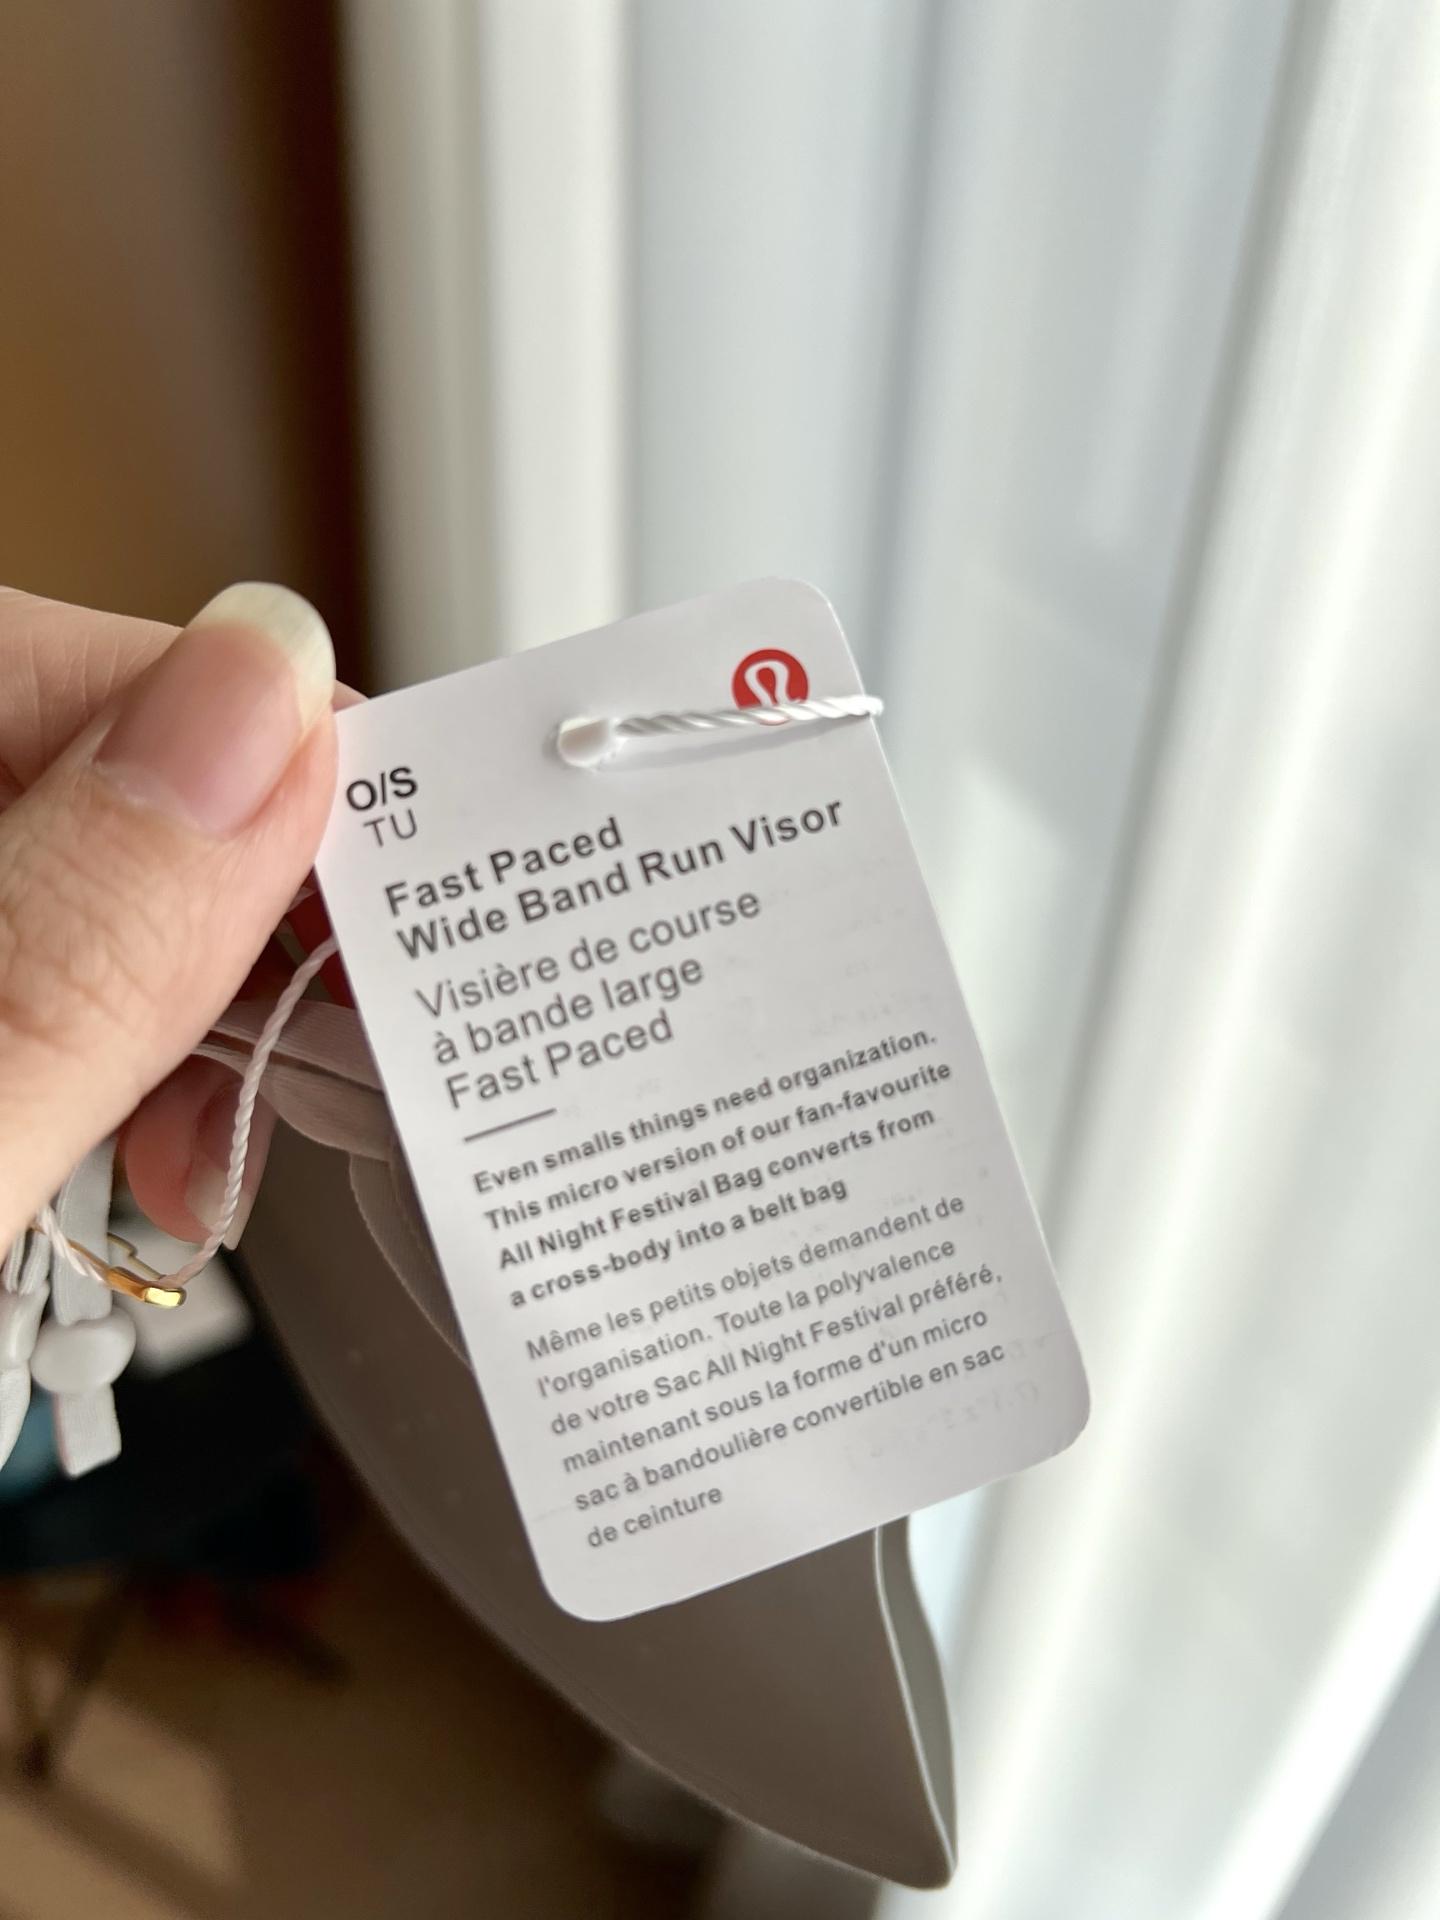 O/S
TU
Fast Paced
Wide Band Run Visor
Visière de course
à bande large
Fast Paced
Even smalls things need organization.
This micro version of our fan-favourite
All Night Festival Bag converts from
a cross-body into a belt bag
Même les petits objets demandent de
l'organisation. Toute la polyvalence
de votre Sac All Night Festival préféré,
maintenant sous la forme d'un micro
sac à bandoulière convertible en sac
de ceinture